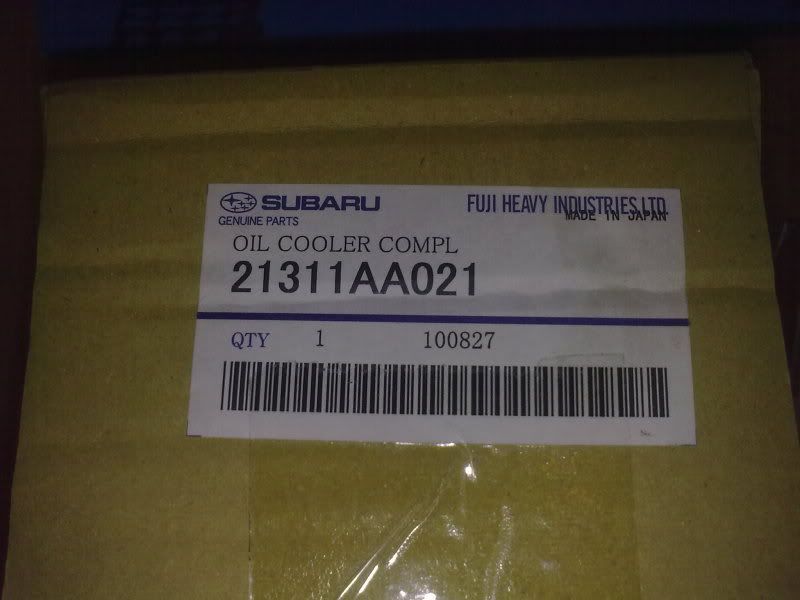 SUBARU FUJI HEAVY INDUSTRIES LTD.
GENUINE PARTS MADE IN JAPAN
OIL COOLER COMPL
21311AA021
QTY 1 100827